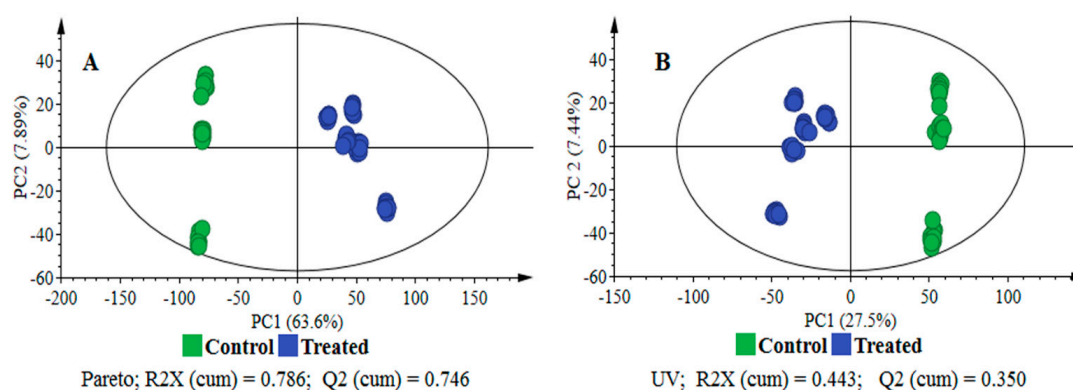 A
PC2 (7.89%)
40
20
0
-20
-40
-60
-200 -150 -100 -50 0 50 100 150
PC1 (63.6%)
Control Treated
Pareto; R2X (cum) = 0.786; Q2 (cum) = 0.746
B
PC 2 (7.44%)
40
20
0
-20
-40
-60
-150 -100 -50 0 50 100
PC1 (27.5%)
Control Treated
UV; R2X (cum) = 0.443; Q2 (cum) = 0.350